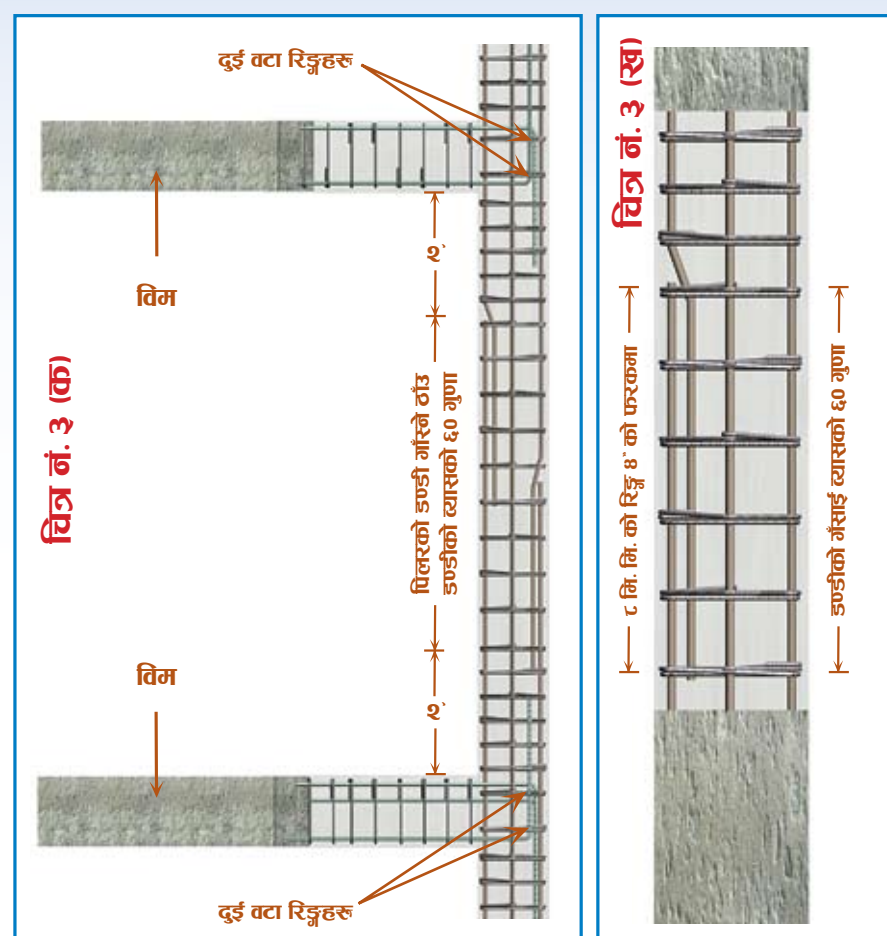 दुई वटा रिङ्गहरू
विम
२'
चित्र नं. ३ (क)
पिलरको डण्डी गाँस्ने ठाँउ
डण्डीको व्यासको ६० गुणा
विम
२'
दुई वटा रिङ्गहरू
चित्र नं. ३ (ख)
८ मि. मि. को रिङ्ग ४" को फरकमा
डण्डीको गँसाई व्यासको ६० गुणा